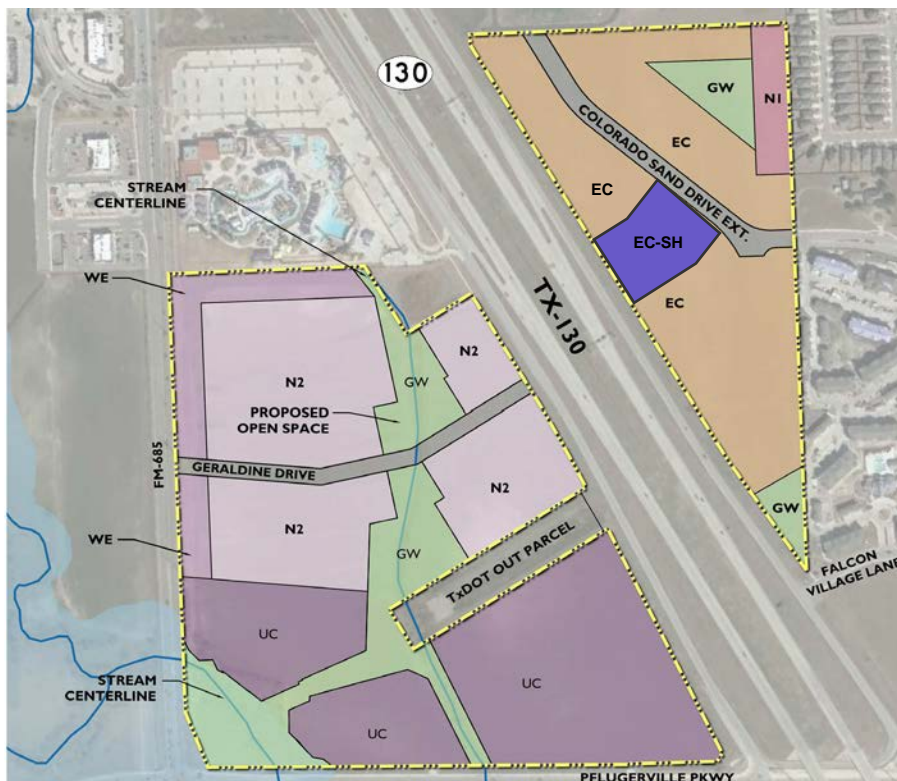 130
GW
N1
COLORADO SAND DRIVE EXT.
EC
EC
EC-SH
EC
STREAM
CENTERLINE
WE
TX-130
N2
N2
GW
PROPOSED
OPEN SPACE
FM-685
GERALDINE DRIVE
N2
N2
GW
WE
GW
TxDOT OUT PARCEL
FALCON
VILLAGE LANE
UC
UC
STREAM
CENTERLINE
UC
PFLUGERVILLE PKWY